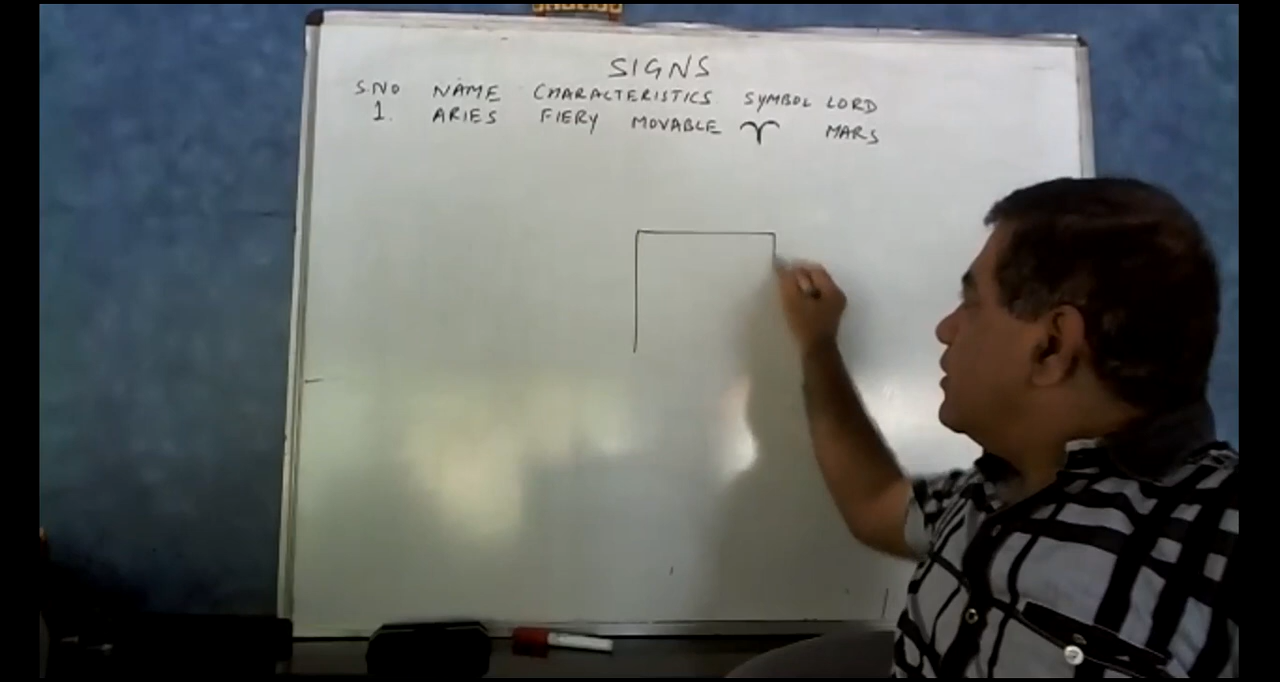 SIGNS
S.NO NAME CHARACTERISTICS SYMBOL LORD
1. ARIES FIERY MOVABLE ♈ MARS